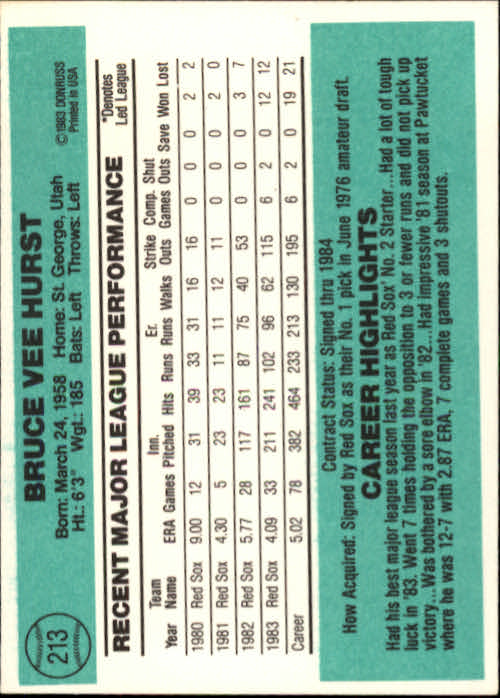 213
BRUCE VEE HURST
©1983 DONRUSS
Printed in USA
Born: March 24, 1958 Home: St. George, Utah
Ht.: 6'3" Wgt.: 185 Bats: Left Throws: Left
RECENT MAJOR LEAGUE PERFORMANCE
*Denotes
Led League
Team Inn. Er. Strike Comp. Shut
Year Name ERA Games Pitched Hits Runs Runs Walks Outs Games Outs Save Won Lost
1980 Red Sox 9.00 12 31 39 33 31 16 16 0 0 0 2 2
1981 Red Sox 4.30 5 23 23 11 11 12 11 0 0 0 2 0
1982 Red Sox 5.77 28 117 161 87 75 40 53 0 0 0 3 7
1983 Red Sox 4.09 33 211 241 102 96 62 115 6 2 0 12 12
Career 5.02 78 382 464 233 213 130 195 6 2 0 19 21
Contract Status: Signed thru 1984
How Acquired: Signed by Red Sox as their No. 1 pick in June 1976 amateur draft.
CAREER HIGHLIGHTS
Had his best major league season last year as Red Sox' No. 2 Starter...Had a lot of tough
luck in '83. Went 7 times holding the opposition to 3 or fewer runs and did not pick up
victory...Was bothered by a sore elbow in '82...Had impressive '81 season at Pawtucket
where he was 12-7 with 2.87 ERA, 7 complete games and 3 shutouts.